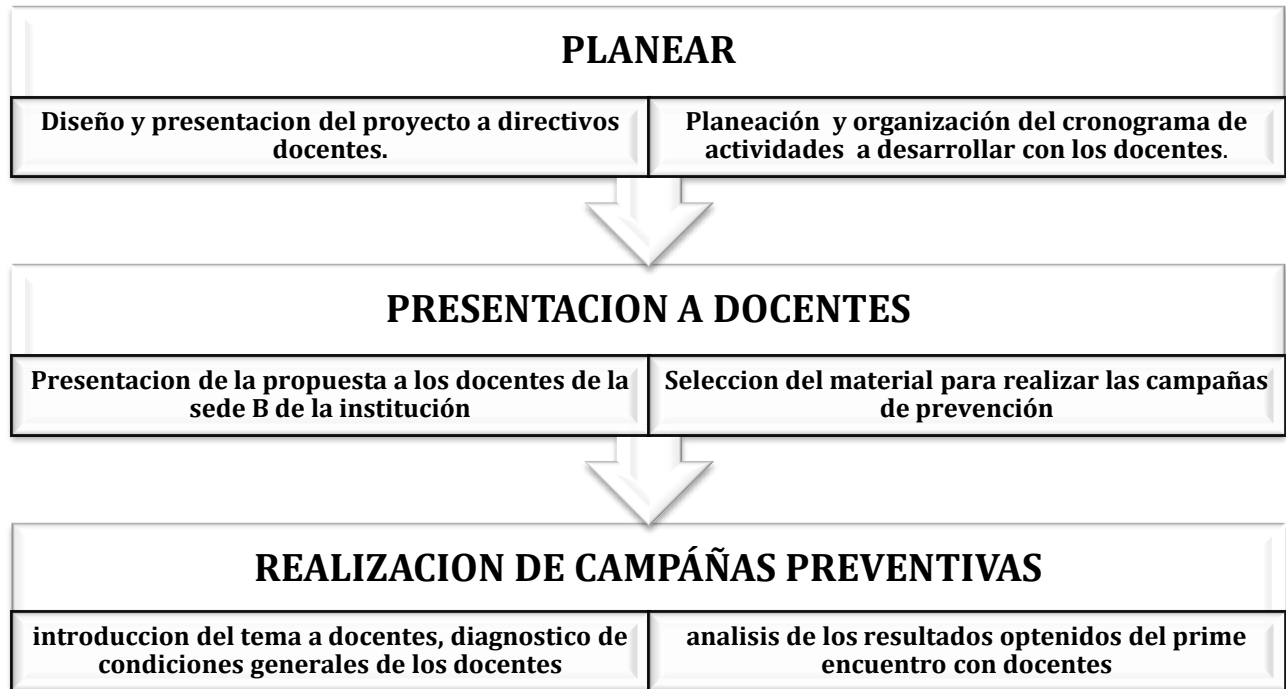 PLANEAR
Diseño y presentacion del proyecto a directivos
docentes.
Planeación y organización del cronograma de
actividades a desarrollar con los docentes.
PRESENTACION A DOCENTES
Presentacion de la propuesta a los docentes de la
sede B de la institución
Seleccion del material para realizar las campañas
de prevención
REALIZACION DE CAMPÁÑAS PREVENTIVAS
introduccion del tema a docentes, diagnostico de
condiciones generales de los docentes
analisis de los resultados optenidos del prime
encuentro con docentes